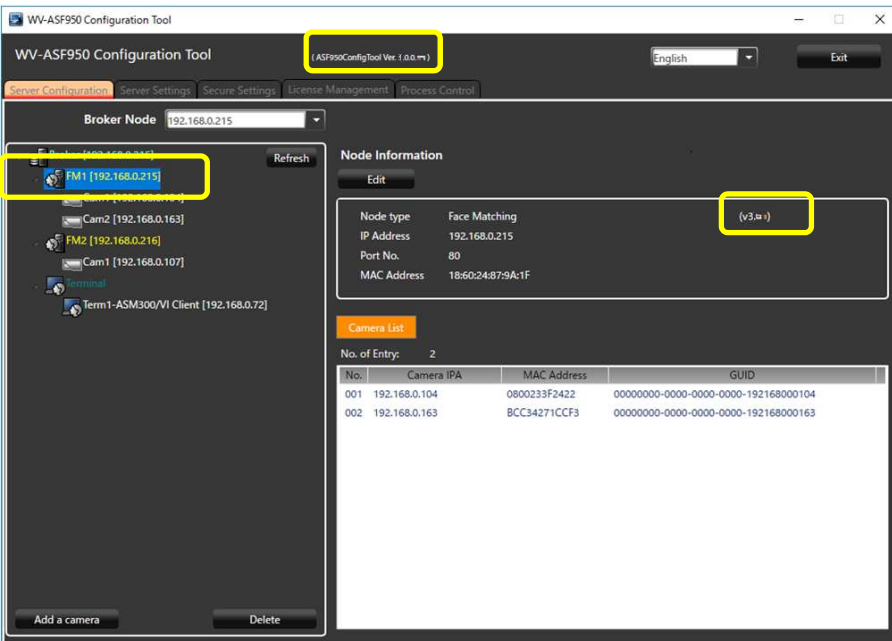 WV-ASF950 Configuration Tool
WV-ASF950 Configuration Tool
(ASF950ConfigTool Ver.
English
Exit
Server Configuration Server Settings Secure Settings License Management Process Control
Broker Node 192.168.0.215
Refresh
FM1 [192.168.0.215]
Cam2 [192.168.0.163]
FM2 [192.168.0.216]
Cam1 [192.168.0.107]
Terminal
Term1-ASM300/VI Client [192.168.0.72]
Add a camera Delete
Node Information
Edit
Node type Face Matching
IP Address 192.168.0.215
Port No. 80
MAC Address 18:60:24:87:9A:1F
Camera List
No. of Entry: 2
No. Camera IPA MAC Address GUID
001 192.168.0.104 0800233F2422 00000000-0000-0000-0000-192168000104
002 192.168.0.163 BCC34271CCF3 00000000-0000-0000-0000-192168000163